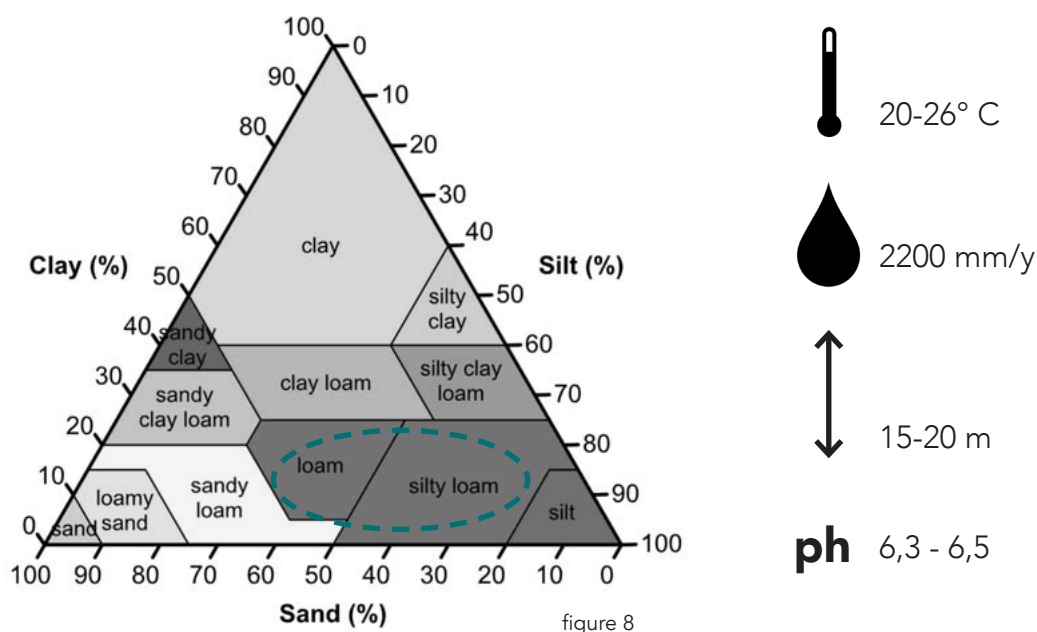 100
0
90
10
80
20
70
30
60
40
clay
Clay (%)
Silt (%)
50
50
silty
clay
40
sandy
clay
60
30
clay loam
silty clay
loam
70
sandy
clay loam
20
80
loam
10
loamy
sand
sandy
loam
silty loam
90
silt
0
sand
100
100 90 80 70 60 50 40 30 20 10 0
Sand (%)
figure 8
20-26° C
2200 mm/y
15-20 m
ph 6,3 - 6,5